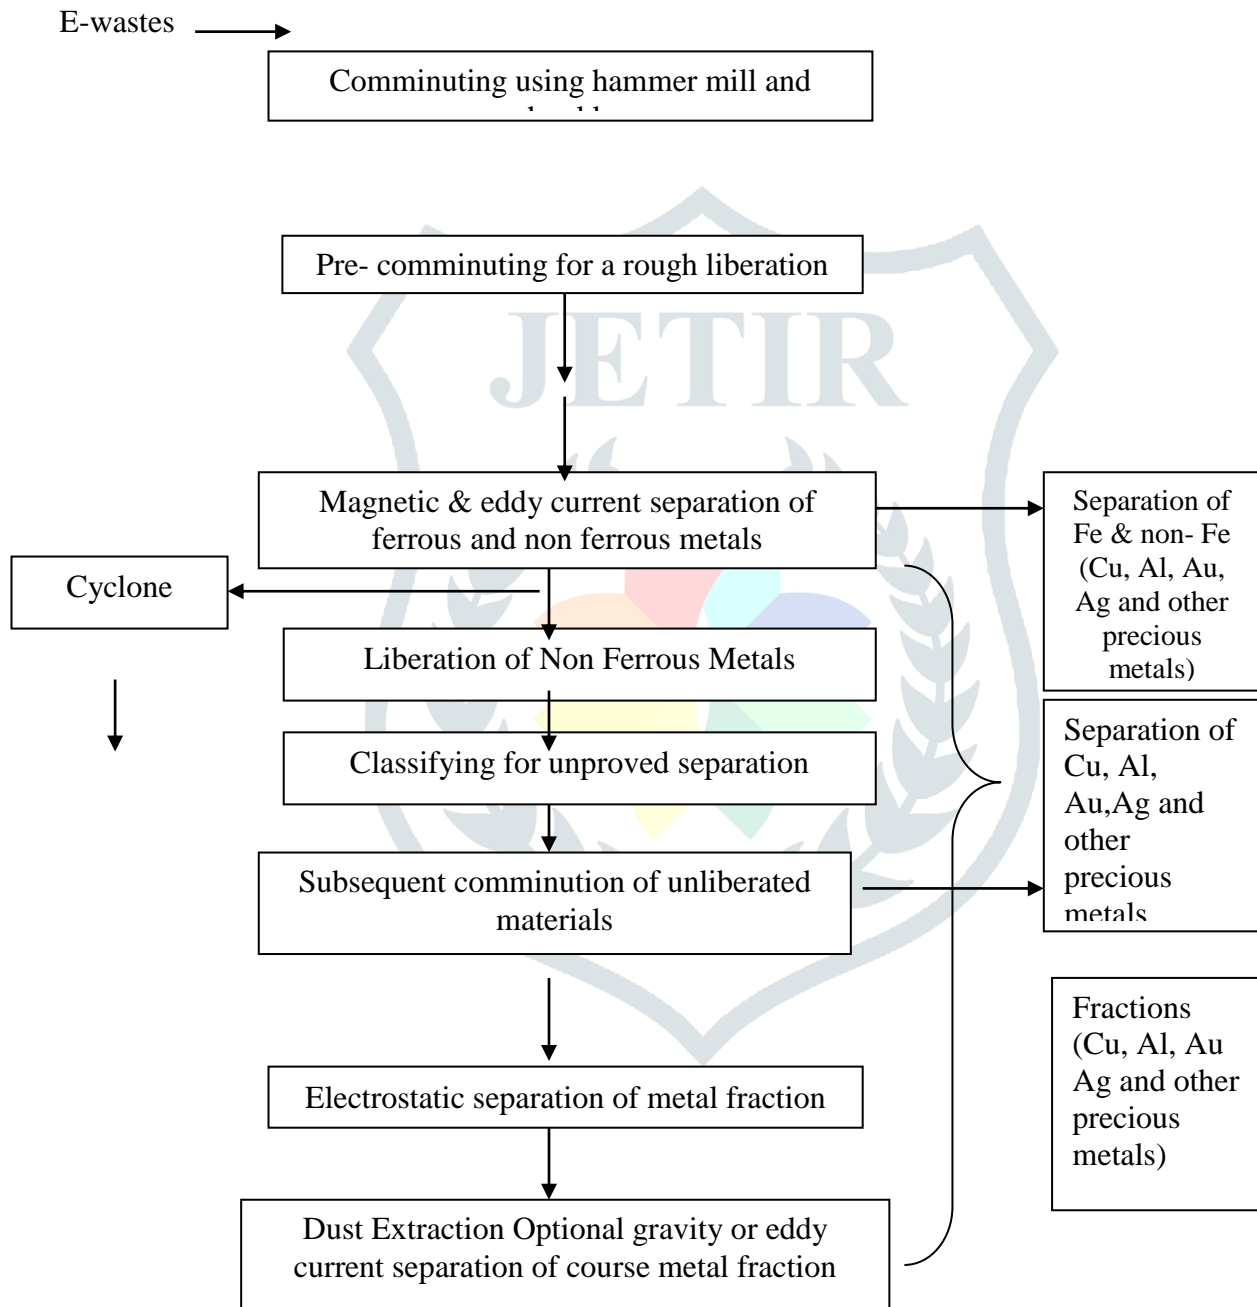 E-wastes
Comminuting using hammer mill and
Pre- comminuting for a rough liberation
JETIR
Magnetic & eddy current separation of
ferrous and non ferrous metals
Separation of
Fe & non- Fe
(Cu, Al, Au,
Ag and other
precious
metals)
Cyclone
Liberation of Non Ferrous Metals
Classifying for unproved separation
Separation of
Cu, Al,
Au,Ag and
other
precious
metals
Subsequent comminution of unliberated
materials
Fractions
(Cu, Al, Au
Ag and other
precious
metals)
Electrostatic separation of metal fraction
Dust Extraction Optional gravity or eddy
current separation of course metal fraction